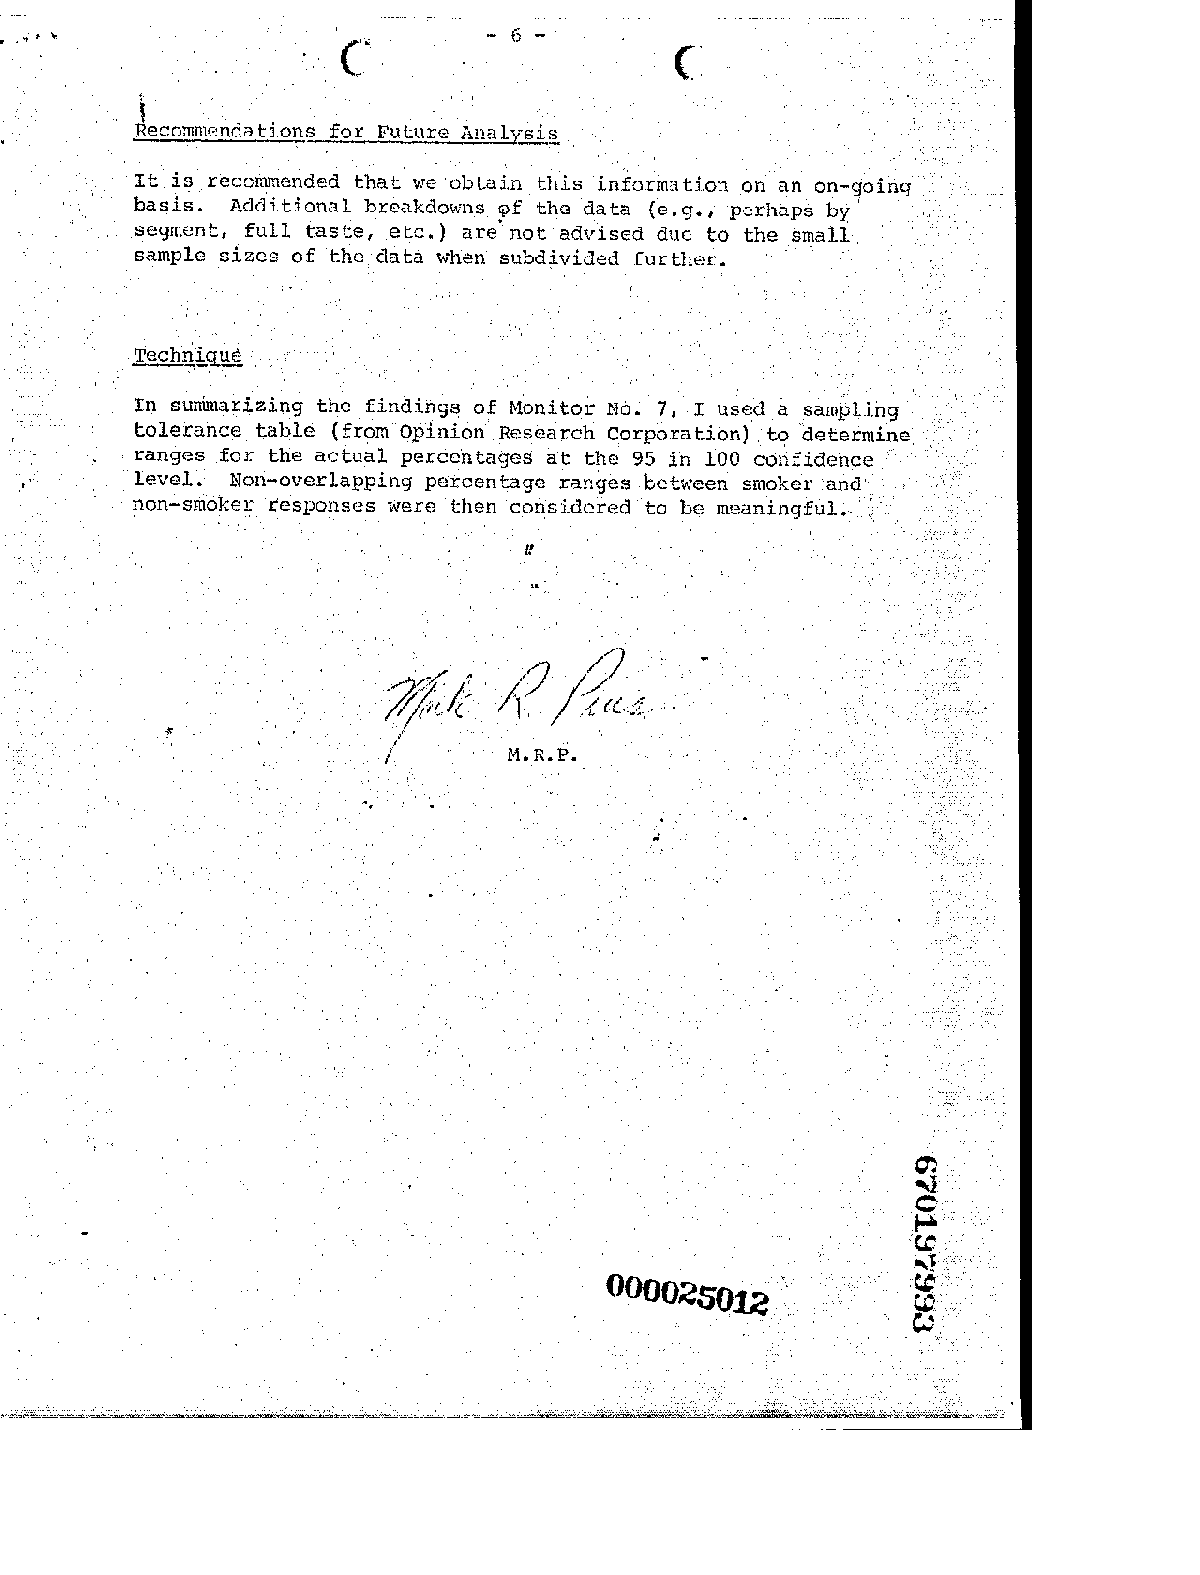 - 6 -
Recommendations for Future Analysis
It is recommended that we obtain this information on an on-going
basis. Additional breakdowns of the data (e.g., perhaps by
segment, full taste, etc.) are not advised due to the small
sample sizes of the data when subdivided further.
Technique
In summarizing the findings of Monitor No. 7, I used a sampling
tolerance table (from Opinion Research Corporation) to determine
ranges for the actual percentages at the 95 in 100 confidence
level. Non-overlapping percentage ranges between smoker and
non-smoker responses were then considered to be meaningful.
R.
M.R.P.
000025012
670197993